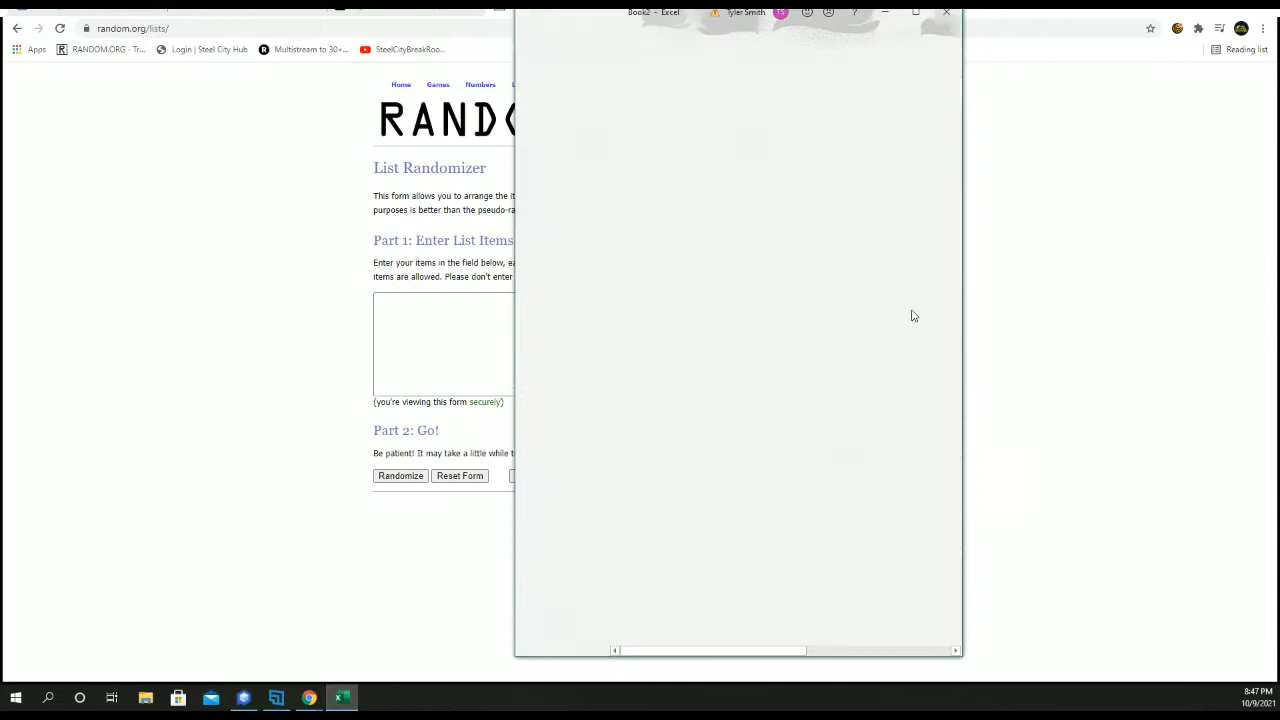 Book2 - Excel
Tyler Smith
TS
random.org/lists/
Apps
RANDOM.ORG - Tr...
Login | Steel City Hub
Multistream to 30+...
SteelCityBreakRoo...
Reading list
Home Games Numbers
RANDO
List Randomizer
This form allows you to arrange the it
purposes is better than the pseudo-ra
Part 1: Enter List Items
Enter your items in the field below, ea
items are allowed. Please don't enter
(you're viewing this form securely)
Part 2: Go!
Be patient! It may take a little while t
Randomize Reset Form
8:47 PM
10/9/2021